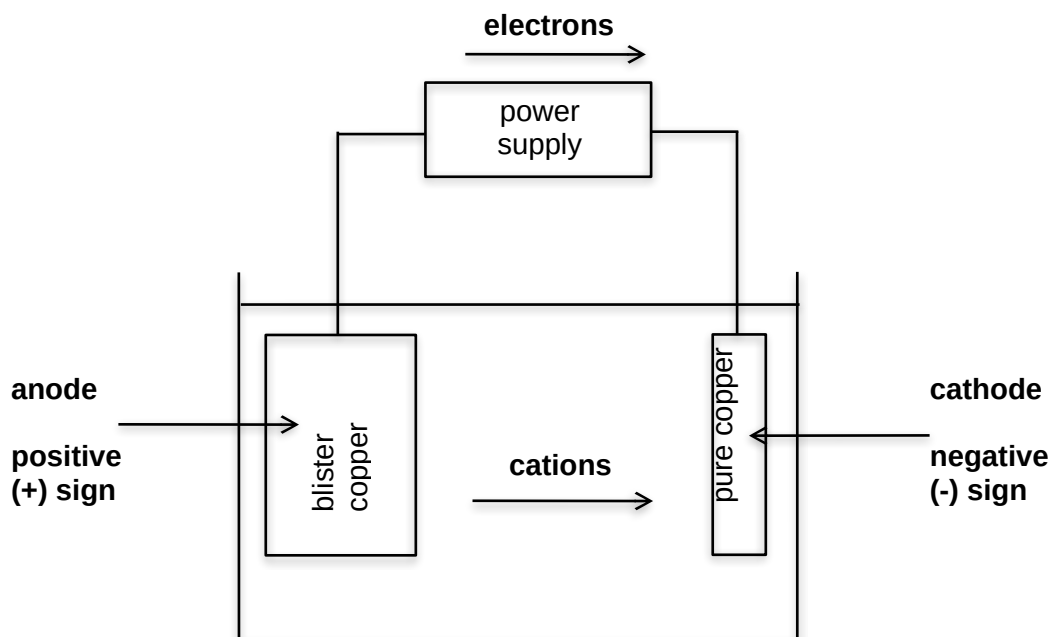 electrons
power
supply
anode
positive
(+) sign
blister
copper
cations
pure copper
cathode
negative
(-) sign